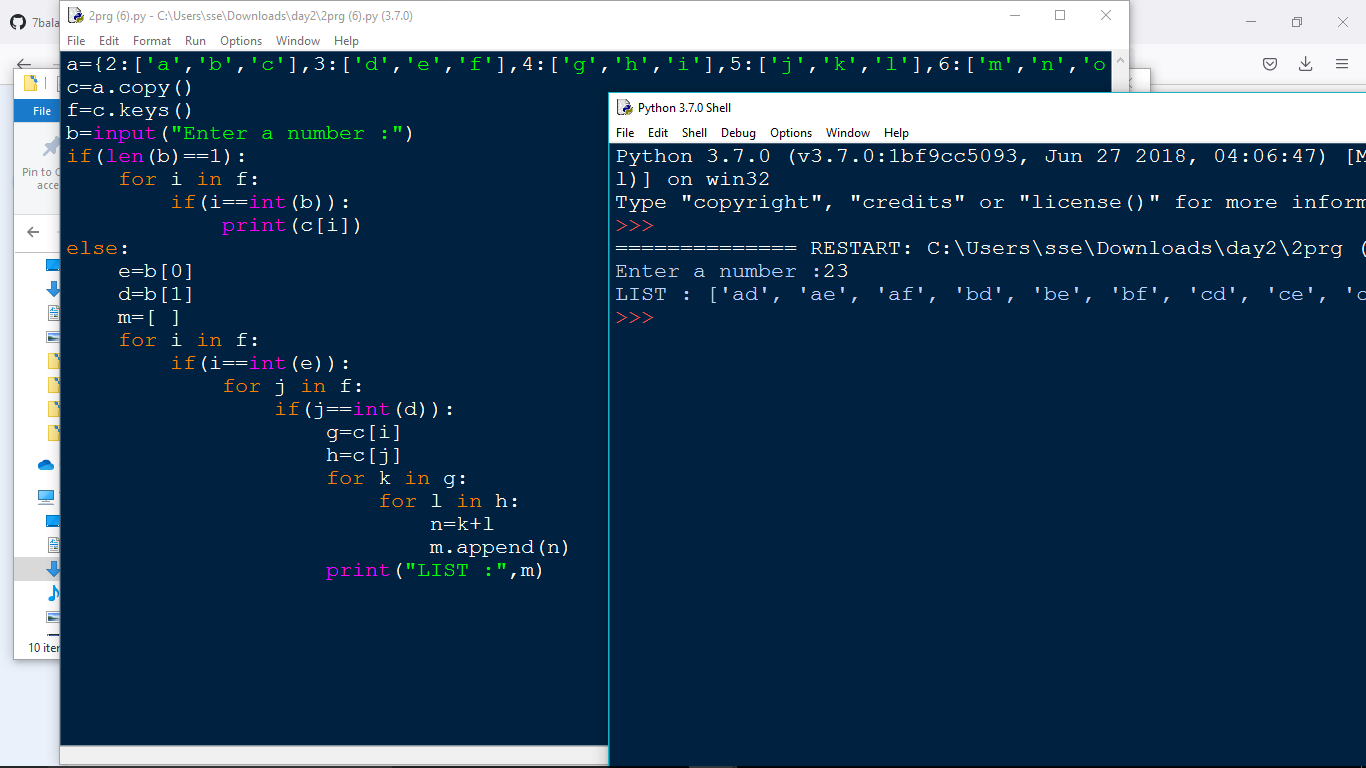 7bala
2prg (6).py - C:\Users\sse\Downloads\day2\2prg (6).py (3.7.0)
File Edit Format Run Options Window Help
a={2:['a','b','c'],3:['d','e','f'],4:['g','h','i'],5:['j','k','l'],6:['m','n','o
c=a.copy()
f=c.keys()
b=input("Enter a number :")
if(len(b)==1):
    for i in f:
        if(i==int(b)):
            print(c[i])
else:
    e=b[0]
    d=b[1]
    m=[ ]
    for i in f:
        if(i==int(e)):
            for j in f:
                if(j==int(d)):
                    g=c[i]
                    h=c[j]
                    for k in g:
                        for l in h:
                            n=k+l
                            m.append(n)
                    print("LIST :",m)
Python 3.7.0 Shell
File Edit Shell Debug Options Window Help
Python 3.7.0 (v3.7.0:1bf9cc5093, Jun 27 2018, 04:06:47) [M
l)] on win32
Type "copyright", "credits" or "license()" for more inform
>>>
============== RESTART: C:\Users\sse\Downloads\day2\2prg (
Enter a number :23
LIST : ['ad', 'ae', 'af', 'bd', 'be', 'bf', 'cd', 'ce', 'c
>>>
File
Pin to
acce
10 iter